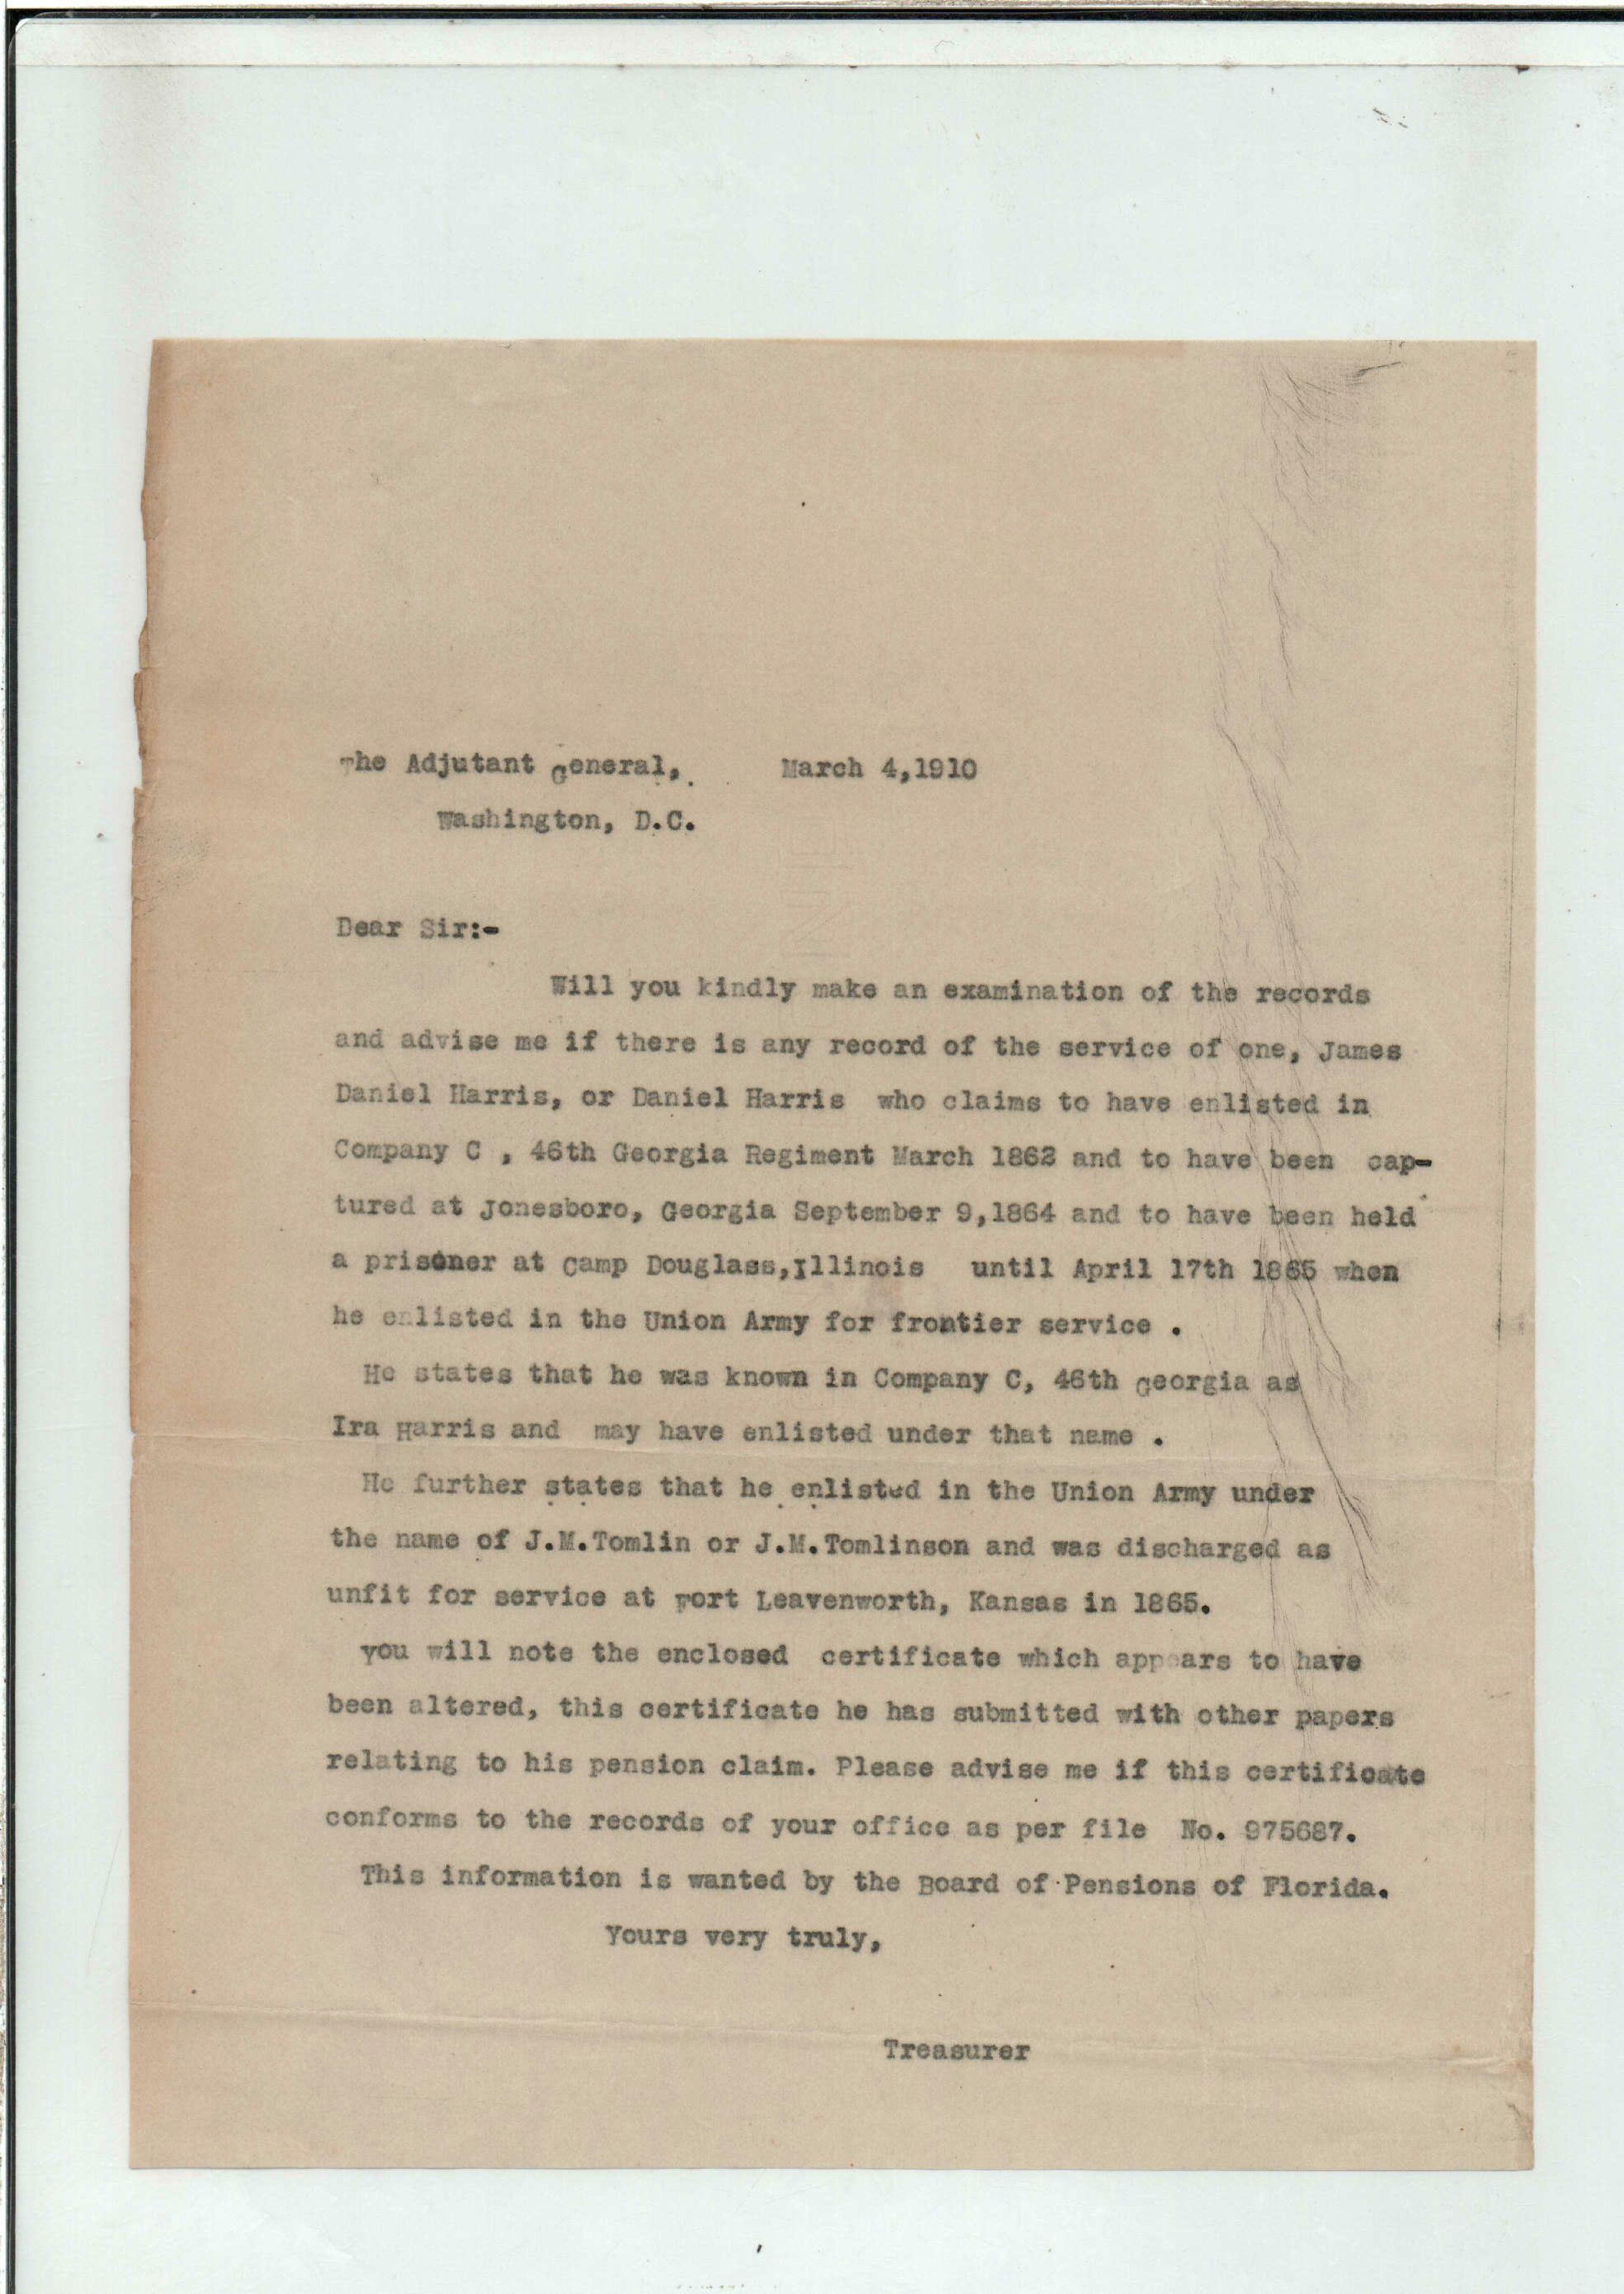 The Adjutant General, March 4,1910
Washington, D.C.
Dear Sir:-
Will you kindly make an examination of the records
and advise me if there is any record of the service of one, James
Daniel Harris, or Daniel Harris who claims to have enlisted in
Company C , 46th Georgia Regiment March 1862 and to have been cap-
tured at Jonesboro, Georgia September 9,1864 and to have been held
a prisoner at Camp Douglass,Illinois until April 17th 1865 when
he enlisted in the Union Army for frontier service .
He states that he was known in Company C, 46th Georgia as
Ira Harris and may have enlisted under that name .
He further states that he enlisted in the Union Army under
the name of J.M.Tomlin or J.M.Tomlinson and was discharged as
unfit for service at Fort Leavenworth, Kansas in 1865.
You will note the enclosed certificate which appears to have
been altered, this certificate he has submitted with other papers
relating to his pension claim. Please advise me if this certificate
conforms to the records of your office as per file No. 975687.
This information is wanted by the Board of Pensions of Florida.
Yours very truly,
Treasurer